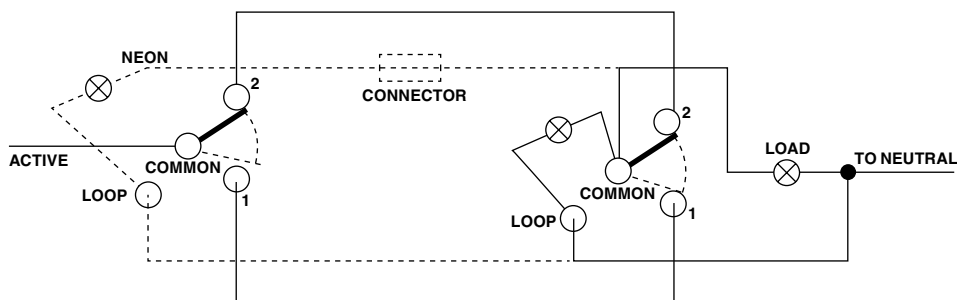 NEON
2
CONNECTOR
2
ACTIVE
COMMON
LOAD
TO NEUTRAL
LOOP
1
COMMON
LOOP
1